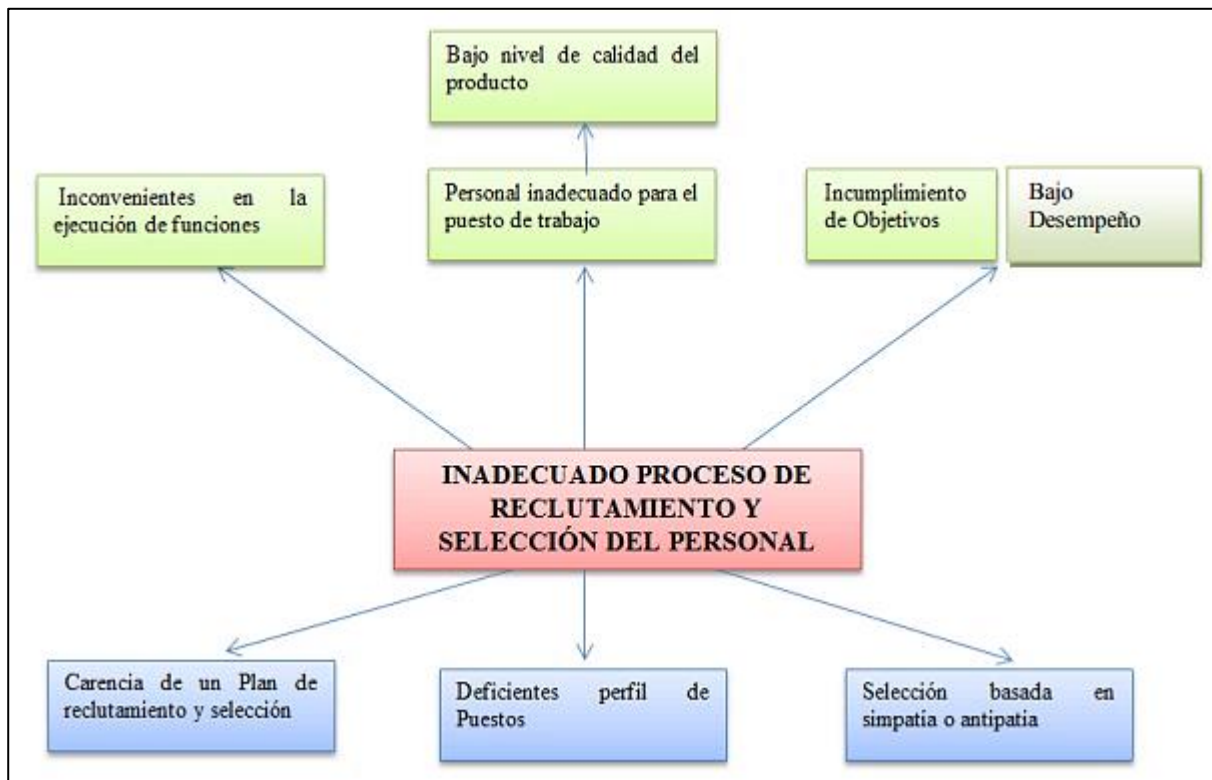 Bajo nivel de calidad del
producto
Inconvenientes en la
ejecución de funciones
Personal inadecuado para el
puesto de trabajo
Incumplimiento
de Objetivos
Bajo
Desempeño
INADECUADO PROCESO DE
RECLUTAMIENTO Y
SELECCIÓN DEL PERSONAL
Carencia de un Plan de
reclutamiento y selección
Deficientes perfil de
Puestos
Selección basada en
simpatía o antipatia